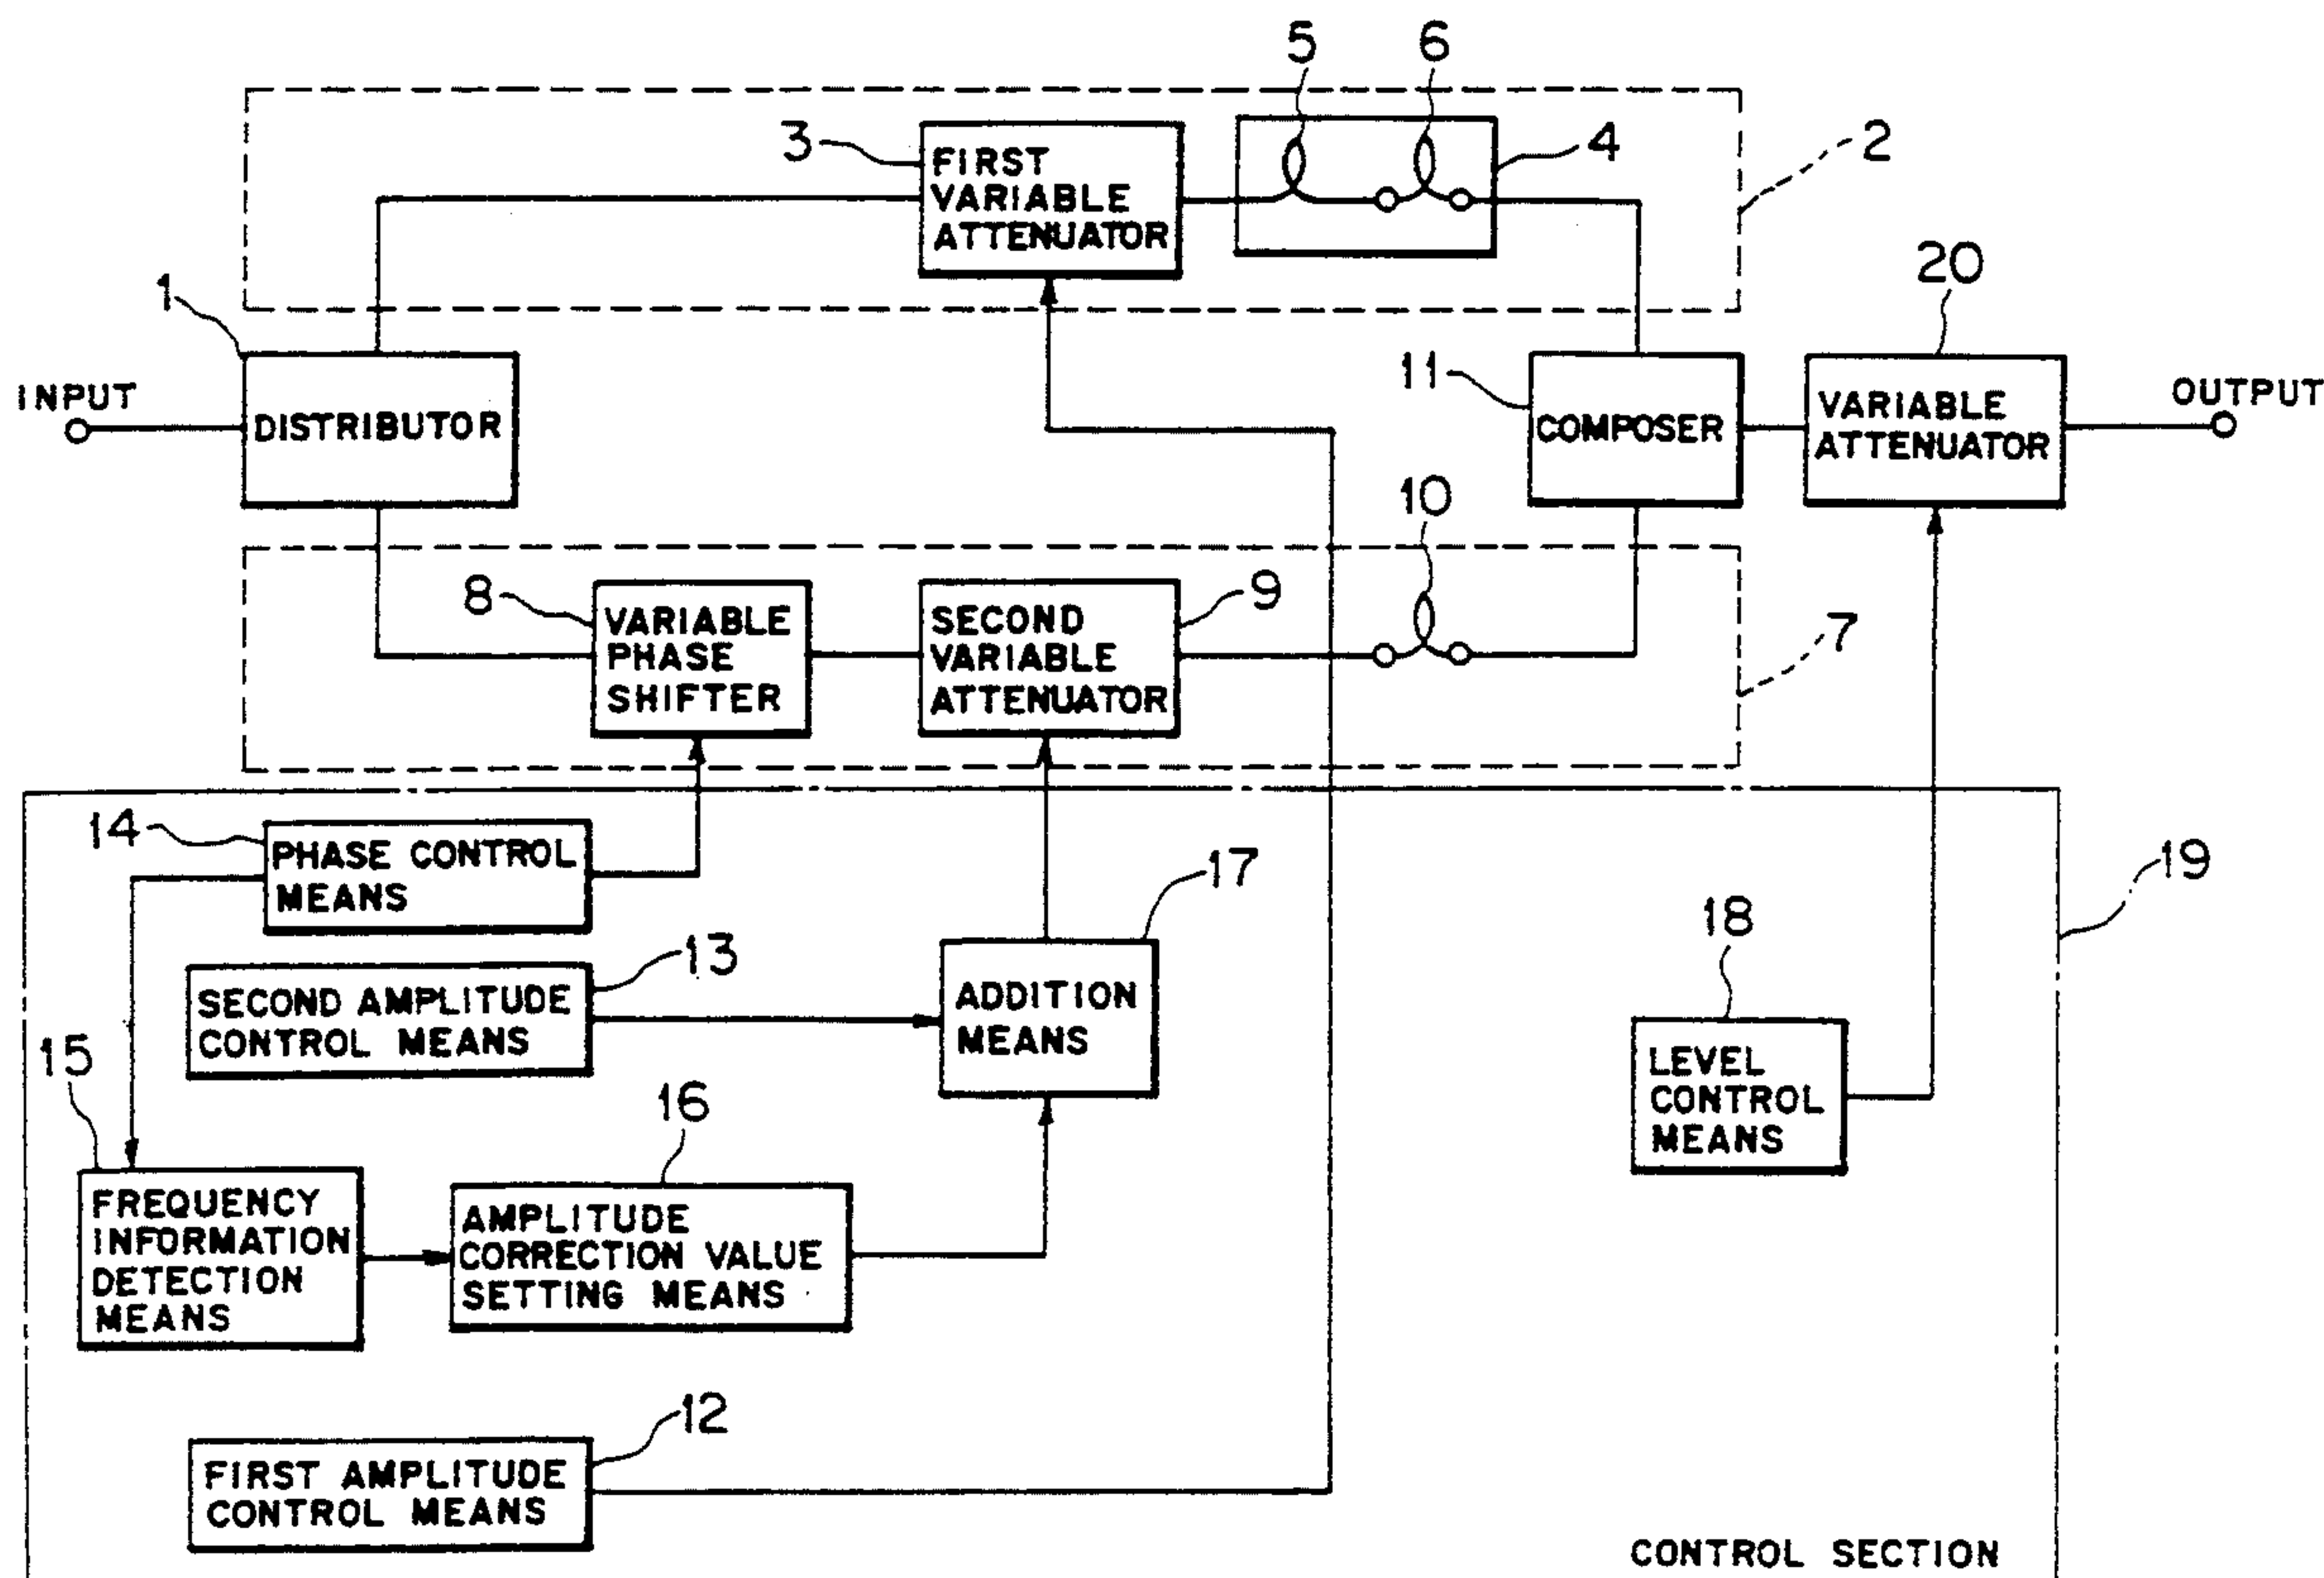 5
6
3
FIRST
VARIABLE
ATTENUATOR
4
2
1
20
INPUT
DISTRIBUTOR
11
COMPOSER
VARIABLE
ATTENUATOR
OUTPUT
10
8
VARIABLE
PHASE
SHIFTER
SECOND
VARIABLE
ATTENUATOR
9
7
14
PHASE CONTROL
MEANS
17
19
13
SECOND AMPLITUDE
CONTROL MEANS
ADDITION
MEANS
18
LEVEL
CONTROL
MEANS
15
FREQUENCY
INFORMATION
DETECTION
MEANS
16
AMPLITUDE
CORRECTION VALUE
SETTING MEANS
12
FIRST AMPLITUDE
CONTROL MEANS
CONTROL SECTION